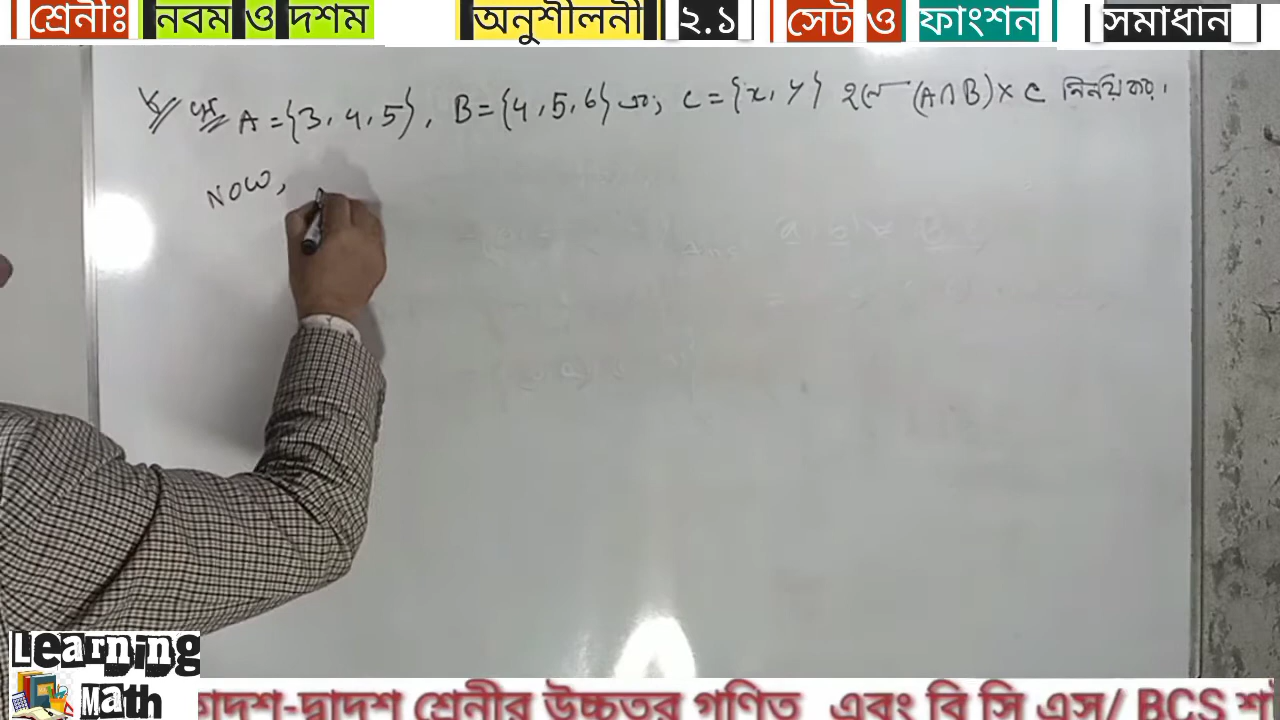 শ্রেনীঃ নবম ও দশম অনুশীলনী ২.১ সেট ও ফাংশন সমাধান
A = {3, 4, 5}, B = {4, 5, 6} এবং C = {x, y} হলে (A∩B)×C নির্ণয় কর।
NOW,
Learning
Math
কাদশ-দ্বাদশ শ্রেনীর উচ্চতর গণিত এবং বি সি এস/ BCS